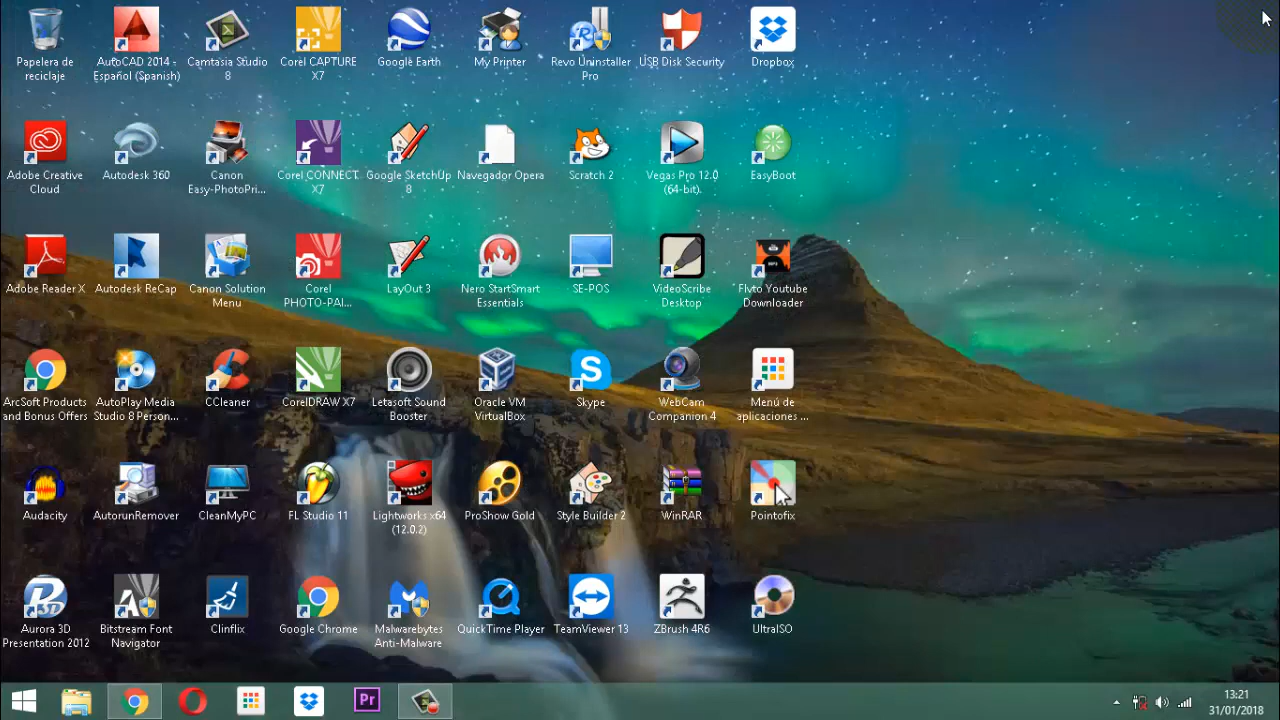 Papelera de
reciclaje
AutoCAD 2014 -
Español (Spanish)
Camtasia Studio
8
Corel CAPTURE
X7
Google Earth
My Printer
Revo Uninstaller
Pro
USB Disk Security
Dropbox
Adobe Creative
Cloud
Autodesk 360
Canon
Easy-PhotoPri...
Corel CONNECT
X7
Google SketchUp
8
Navegador Opera
Scratch 2
Vegas Pro 12.0
(64-bit)
EasyBoot
Adobe Reader X
Autodesk ReCap
Canon Solution
Menu
Corel
PHOTO-PAI...
LayOut 3
Nero StartSmart
Essentials
SE-POS
VideoScribe
Desktop
Flyto Youtube
Downloader
ArcSoft Products
and Bonus Offers
AutoPlay Media
Studio 8 Person...
CCleaner
CorelDRAW X7
Letasoft Sound
Booster
Oracle VM
VirtualBox
Skype
WebCam
Companion 4
Menú de
aplicaciones ...
Audacity
AutorunRemover
CleanMyPC
FL Studio 11
Lightworks x64
(12.0.2)
ProShow Gold
Style Builder 2
WinRAR
Pointofix
Aurora 3D
Presentation 2012
Bitstream Font
Navigator
Clinflix
Google Chrome
Malwarebytes
Anti-Malware
QuickTime Player
TeamViewer 13
ZBrush 4R6
UltraISO
Pr
13:21
31/01/2018